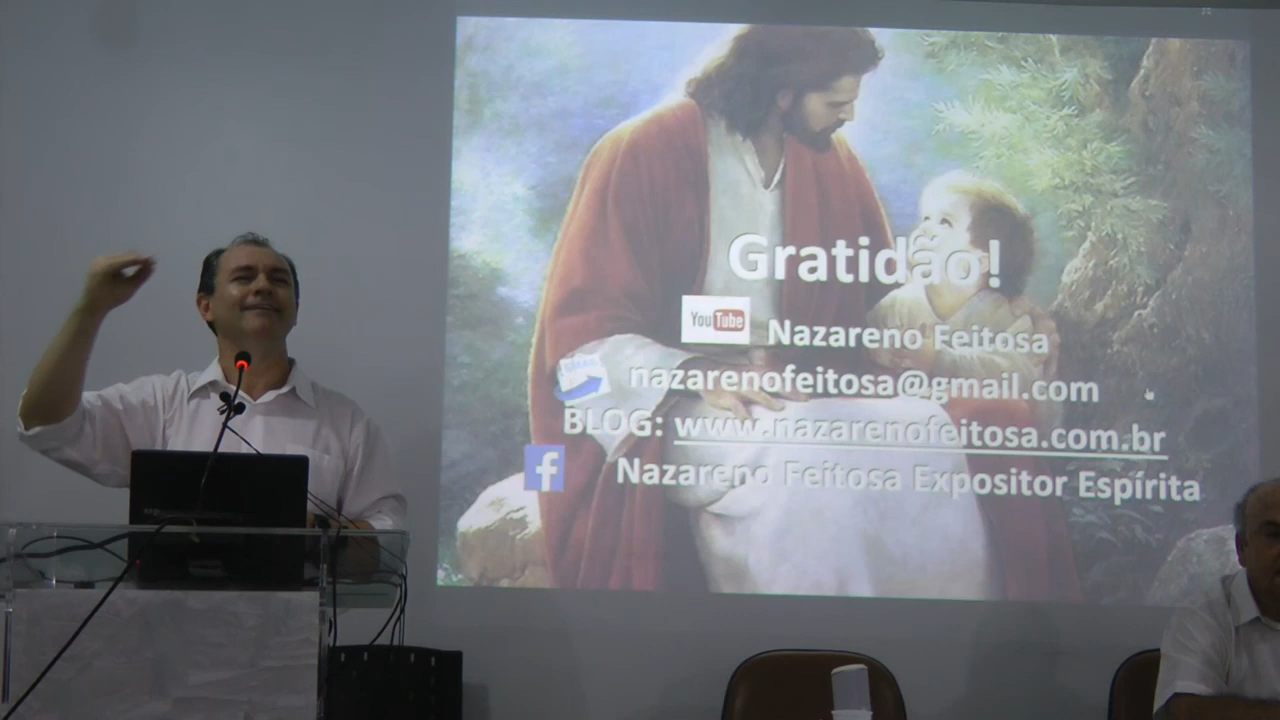 Gratidão!
YouTube Nazareno Feitosa
nazarenofeitosa@gmail.com
BLOG: www.nazarenofeitosa.com.br
f Nazareno Feitosa Expositor Espírita